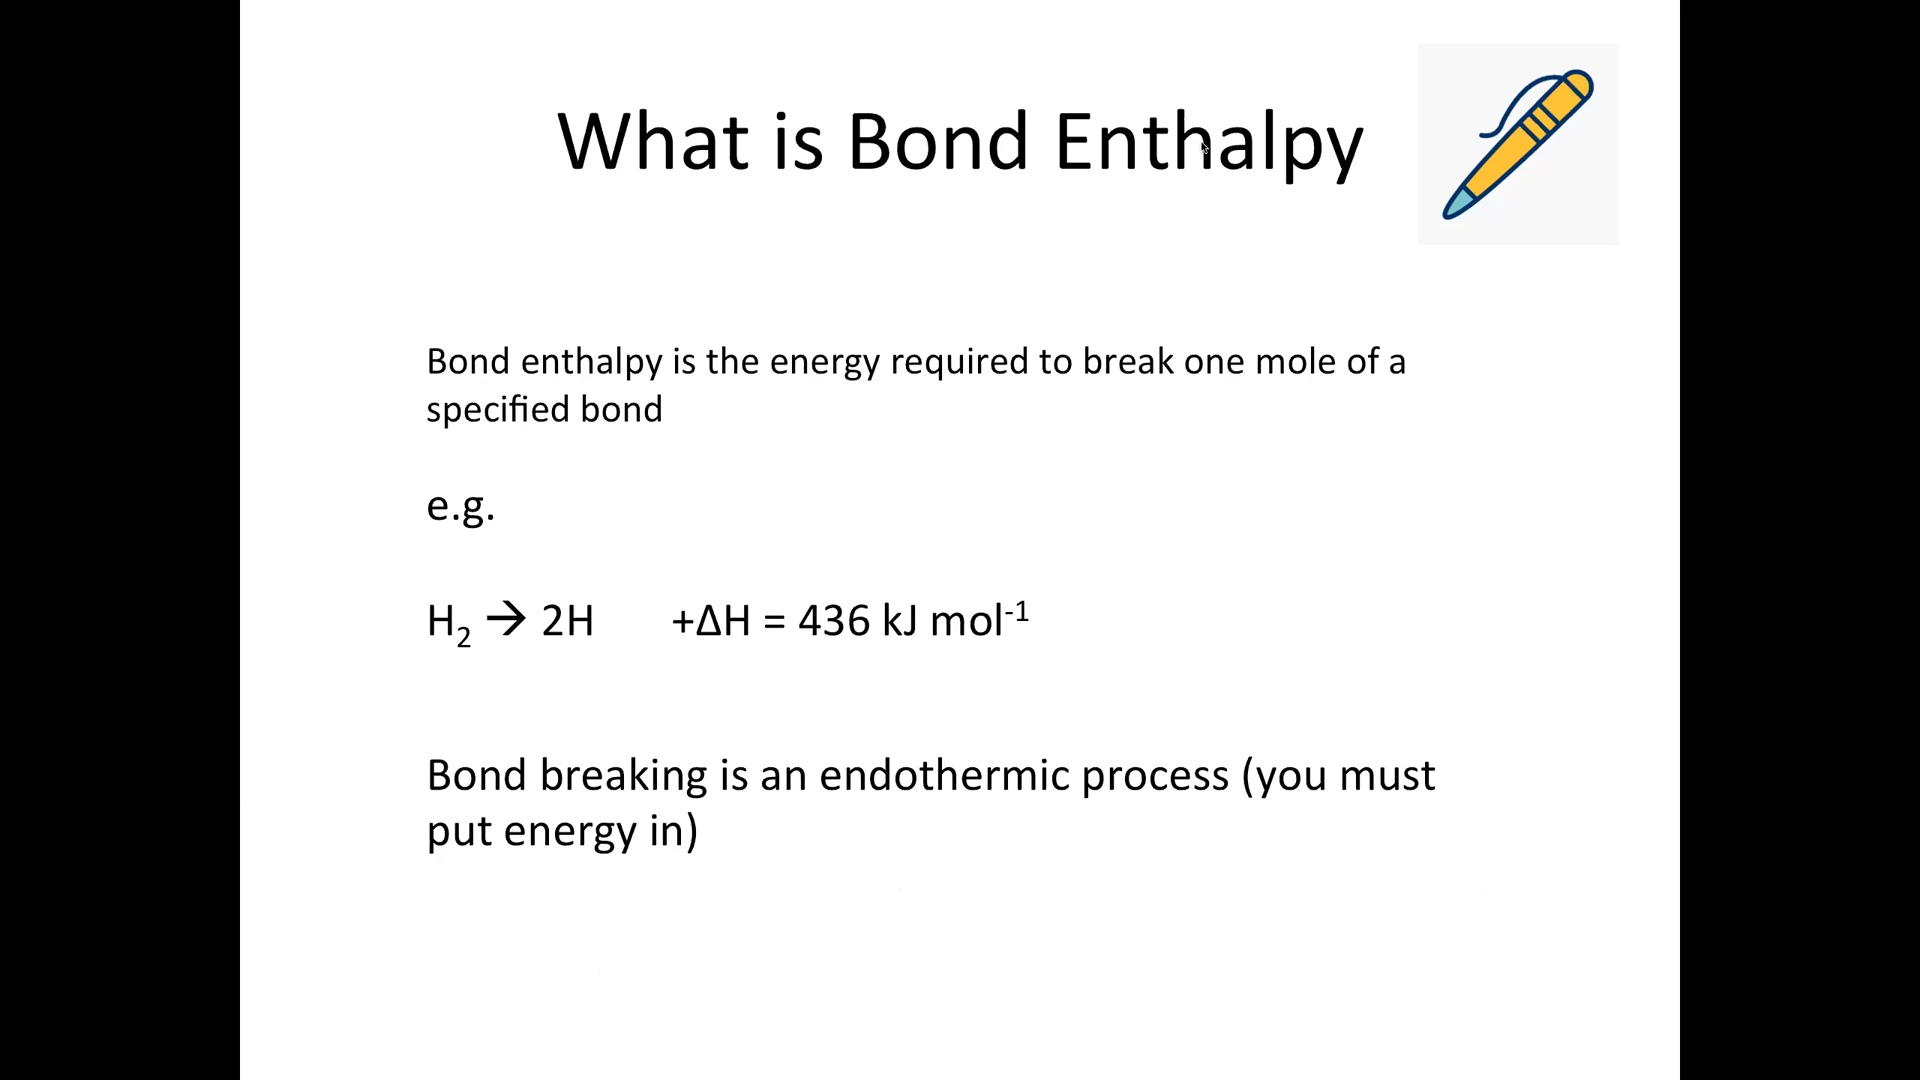 What is Bond Enthalpy
Bond enthalpy is the energy required to break one mole of a
specified bond
e.g.
H₂ → 2H +ΔH = 436 kJ mol⁻¹
Bond breaking is an endothermic process (you must
put energy in)